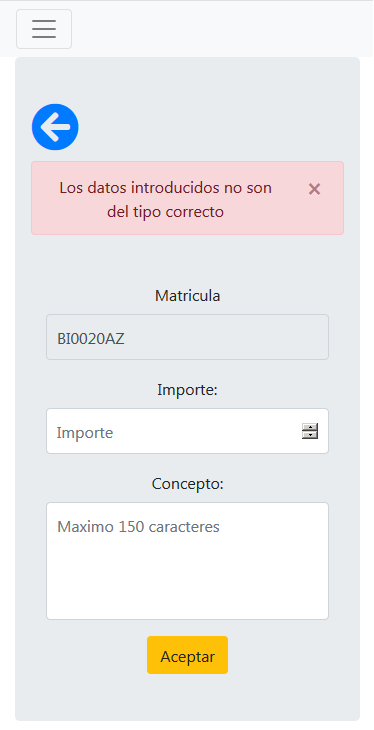 Los datos introducidos no son
del tipo correcto
×
Matricula
BI0020AZ
Importe:
Importe
Concepto:
Maximo 150 caracteres
Aceptar